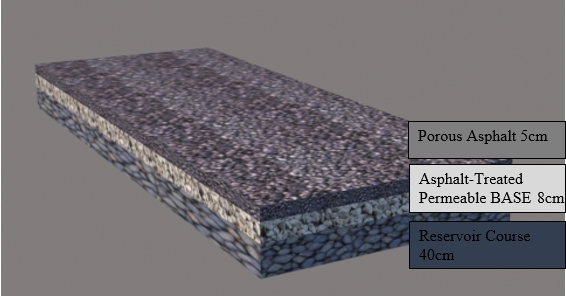 Porous Asphalt 5cm
Asphalt-Treated
Permeable BASE 8cm
Reservoir Course
40cm